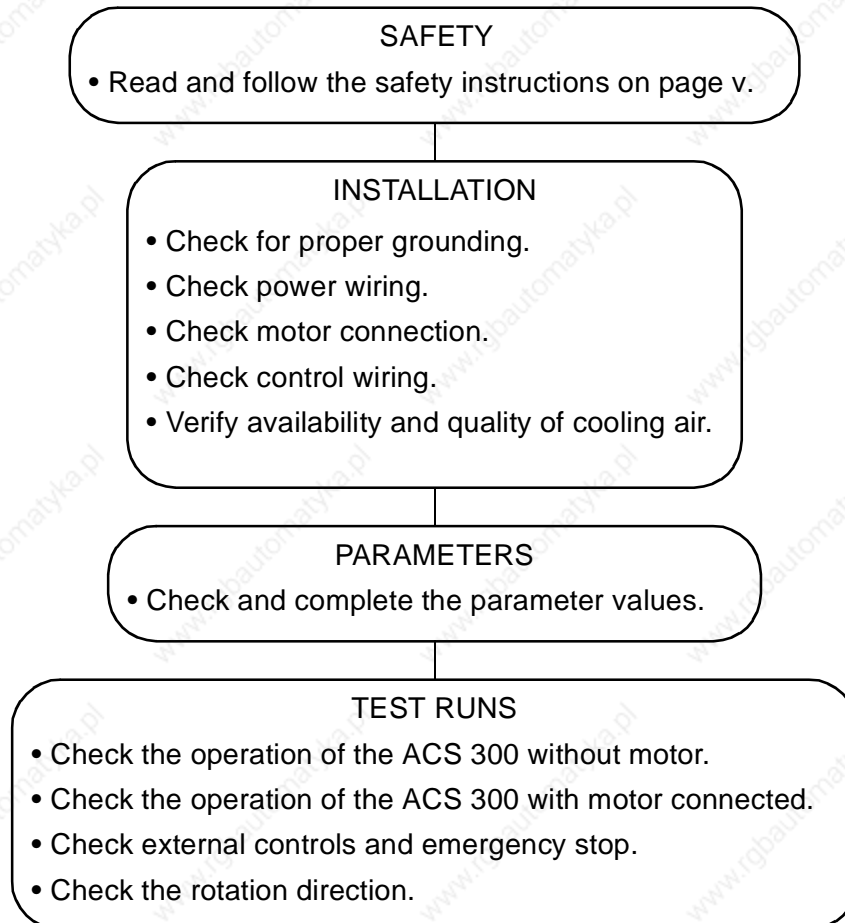 SAFETY
• Read and follow the safety instructions on page v.
INSTALLATION
• Check for proper grounding.
• Check power wiring.
• Check motor connection.
• Check control wiring.
• Verify availability and quality of cooling air.
PARAMETERS
• Check and complete the parameter values.
TEST RUNS
• Check the operation of the ACS 300 without motor.
• Check the operation of the ACS 300 with motor connected.
• Check external controls and emergency stop.
• Check the rotation direction.
www.rgbautomatyka.pl